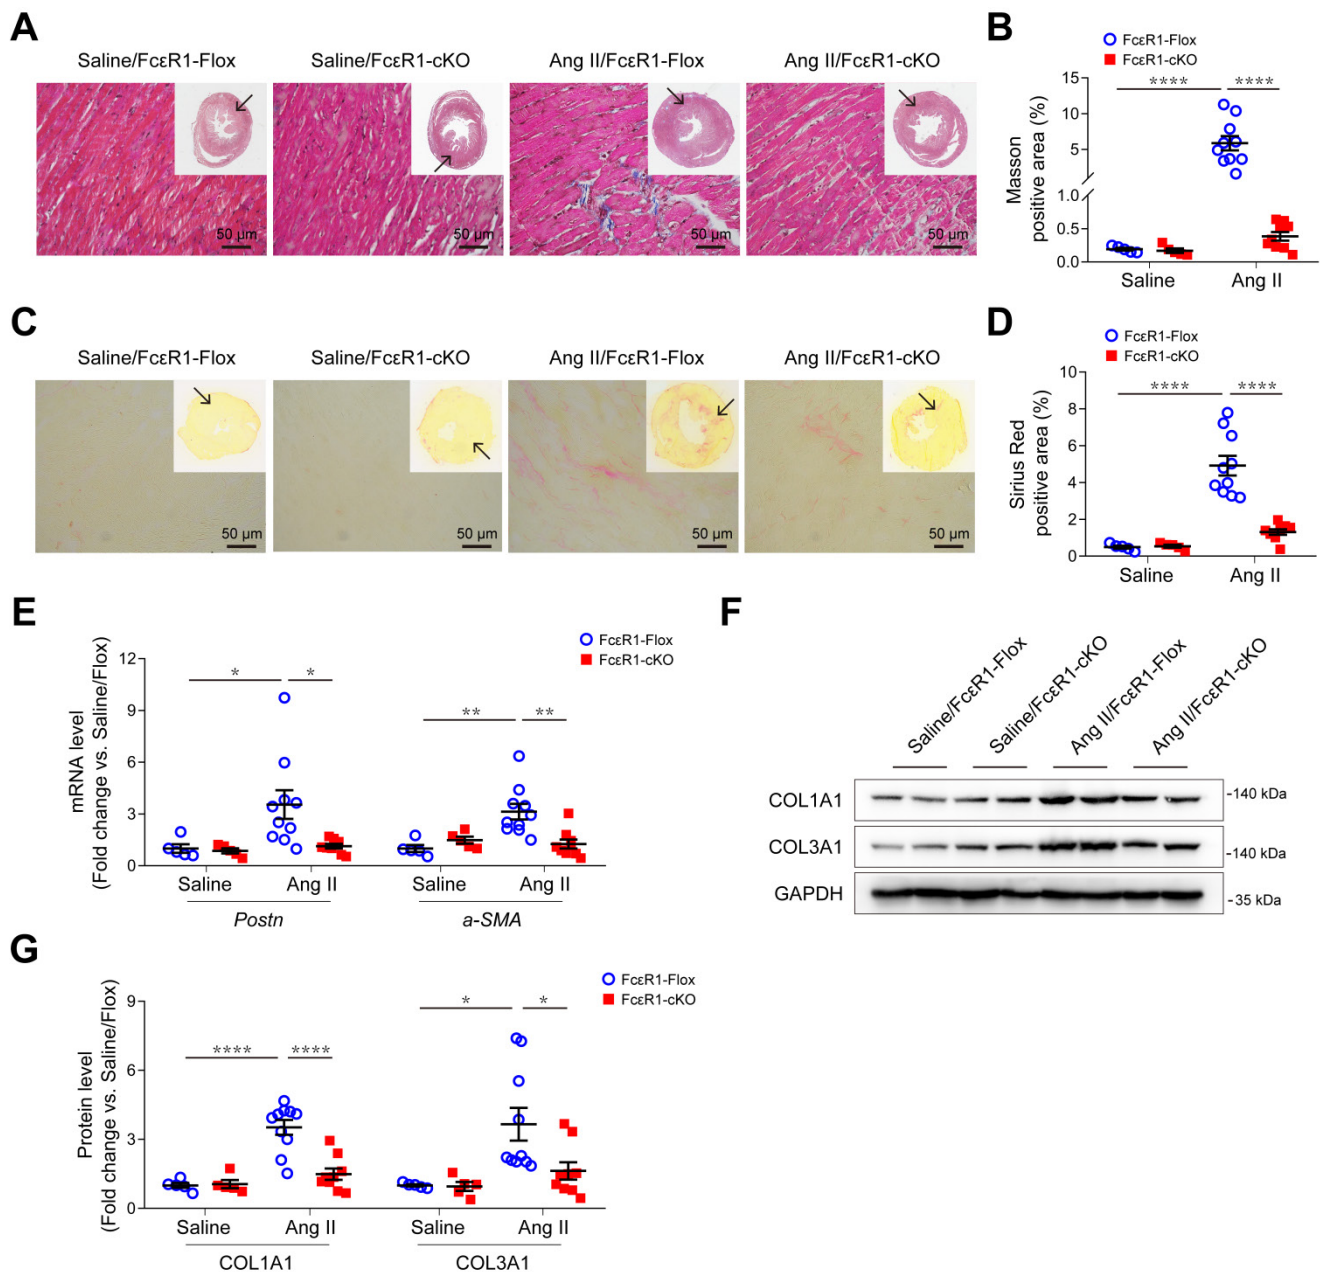 A
Saline/FcεR1-Flox
Saline/FcεR1-cKO
Ang II/FcεR1-Flox
Ang II/FcεR1-cKO
50 µm
50 µm
50 µm
50 µm
B
FcεR1-Flox
FcεR1-cKO
Masson
positive area (%)
15
10
5
1.0
0.5
0.0
****
****
Saline
Ang II
C
Saline/FcεR1-Flox
Saline/FcεR1-cKO
Ang II/FcεR1-Flox
Ang II/FcεR1-cKO
50 µm
50 µm
50 µm
50 µm
D
FcεR1-Flox
FcεR1-cKO
Sirius Red
positive area (%)
10
8
6
4
2
0
****
****
Saline
Ang II
E
FcεR1-Flox
FcεR1-cKO
mRNA level
(Fold change vs. Saline/Flox)
12
9
6
3
0
*
*
**
**
Saline
Ang II
Saline
Ang II
Postn
a-SMA
F
Saline/FcεR1-Flox
Saline/FcεR1-cKO
Ang II/FcεR1-Flox
Ang II/FcεR1-cKO
COL1A1
-140 kDa
COL3A1
-140 kDa
GAPDH
-35 kDa
G
FcεR1-Flox
FcεR1-cKO
Protein level
(Fold change vs. Saline/Flox)
9
6
3
0
****
****
*
*
Saline
Ang II
Saline
Ang II
COL1A1
COL3A1